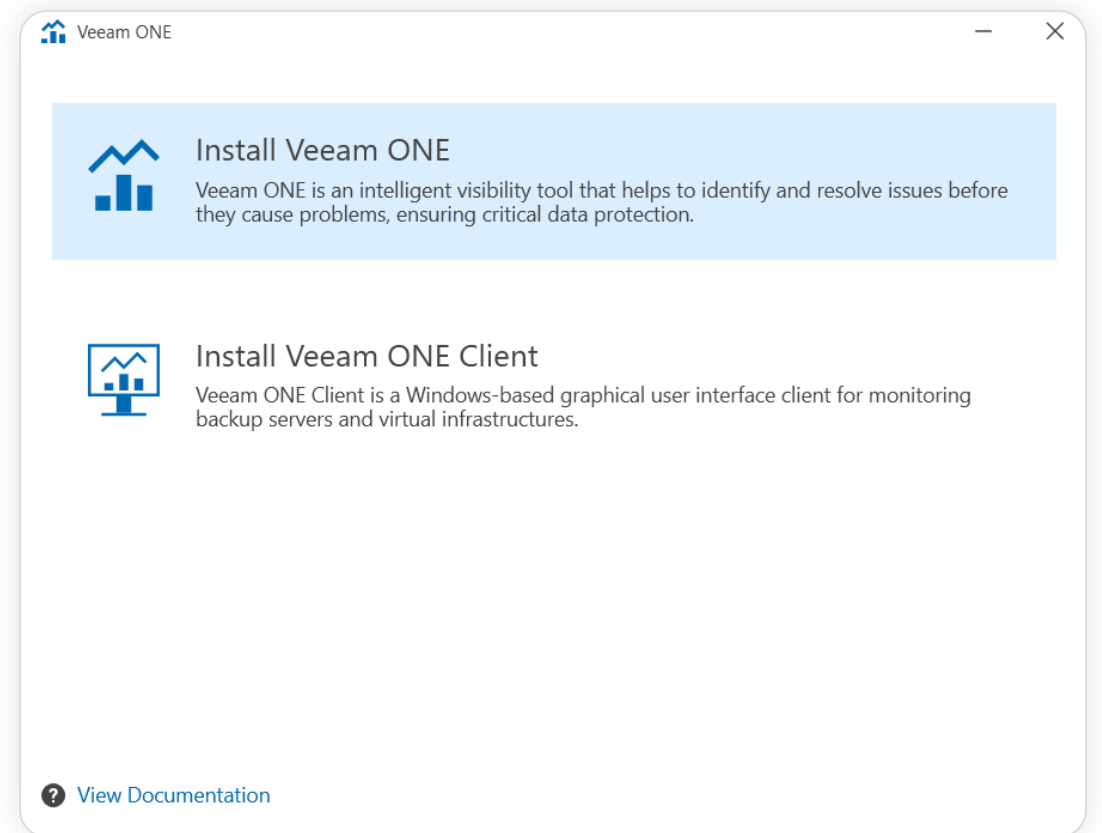 Veeam ONE
Install Veeam ONE
Veeam ONE is an intelligent visibility tool that helps to identify and resolve issues before
they cause problems, ensuring critical data protection.
Install Veeam ONE Client
Veeam ONE Client is a Windows-based graphical user interface client for monitoring
backup servers and virtual infrastructures.
? View Documentation